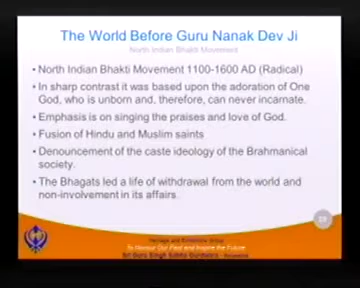 The World Before Guru Nanak Dev Ji
North Indian Bhakti Movement
• North Indian Bhakti Movement 1100-1600 AD (Radical)
• In sharp contrast it was based upon the adoration of One
God, who is unborn and, therefore, can never incarnate.
• Emphasis is on singing the praises and love of God.
• Fusion of Hindu and Muslim saints
• Denouncement of the caste ideology of the Brahmanical
society.
• The Bhagats led a life of withdrawal from the world and
non-involvement in its affairs.
To Honour Our Past and Inspire the Future
Sri Guru Singh Sabha Gurdwara -